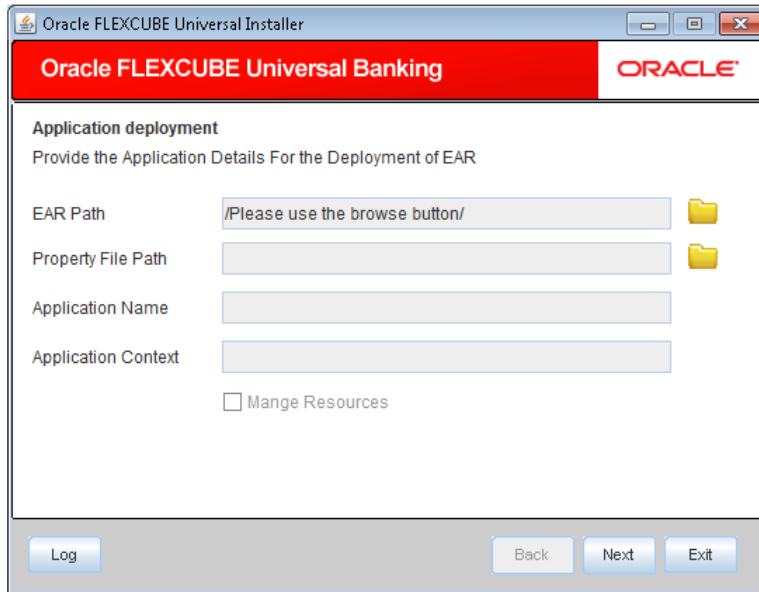 Oracle FLEXCUBE Universal Installer
Oracle FLEXCUBE Universal Banking
ORACLE
Application deployment
Provide the Application Details For the Deployment of EAR
EAR Path /Please use the browse button/
Property File Path
Application Name
Application Context
Mange Resources
Log Back Next Exit